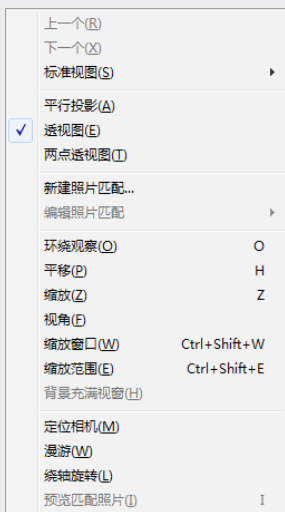 上一个(R)
下一个(X)
标准视图(S)
平行投影(A)
透视图(E)
两点透视图(T)
新建照片匹配...
编辑照片匹配
环绕观察(O) O
平移(P) H
缩放(Z) Z
视角(F)
缩放窗口(W) Ctrl+Shift+W
缩放范围(E) Ctrl+Shift+E
背景充满视窗(H)
定位相机(M)
漫游(W)
绕轴旋转(L)
预览匹配照片(I) I